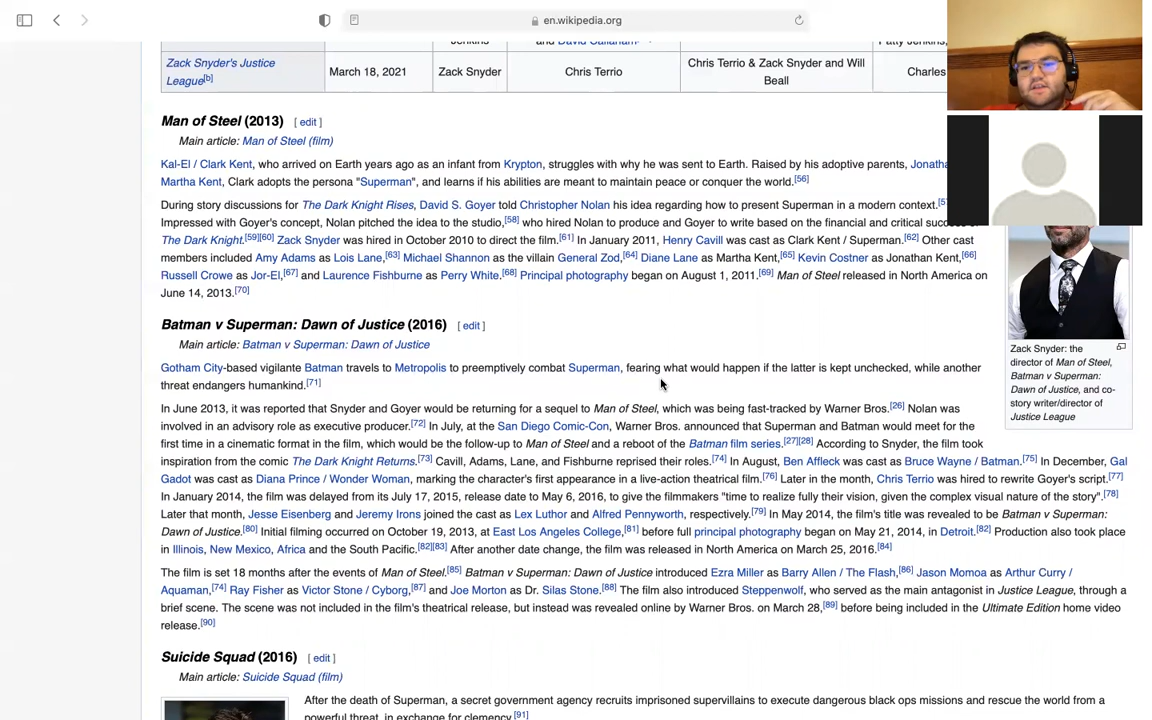 en.wikipedia.org
Jenkins and David Callaham Patty Jenkins,
Zack Snyder's Justice League[b] March 18, 2021 Zack Snyder Chris Terrio Chris Terrio & Zack Snyder and Will Beall Charles
Man of Steel (2013) [ edit ]
Main article: Man of Steel (film)
Kal-El / Clark Kent, who arrived on Earth years ago as an infant from Krypton, struggles with why he was sent to Earth. Raised by his adoptive parents,
Martha Kent, Clark adopts the persona "Superman", and learns if his abilities are meant to maintain peace or conquer the world.[56]
During story discussions for The Dark Knight Rises, David S. Goyer told Christopher Nolan his idea regarding how to present Superman in a modern context.
Impressed with Goyer's concept, Nolan pitched the idea to the studio,[58] who hired Nolan to produce and Goyer to write based on the financial and critical
The Dark Knight.[59][60] Zack Snyder was hired in October 2010 to direct the film.[61] In January 2011, Henry Cavill was cast as Clark Kent / Superman.[62] Other cast
members included Amy Adams as Lois Lane,[63] Michael Shannon as the villain General Zod,[64] Diane Lane as Martha Kent,[65] Kevin Costner as Jonathan Kent,[66]
Russell Crowe as Jor-El,[67] and Laurence Fishburne as Perry White.[68] Principal photography began on August 1, 2011.[69] Man of Steel released in North America on
June 14, 2013.[70]
Batman v Superman: Dawn of Justice (2016) [ edit ]
Main article: Batman v Superman: Dawn of Justice
Gotham City-based vigilante Batman travels to Metropolis to preemptively combat Superman, fearing what would happen if the latter is kept unchecked, while another
threat endangers humankind.[71]
In June 2013, it was reported that Snyder and Goyer would be returning for a sequel to Man of Steel, which was being fast-tracked by Warner Bros.[26] Nolan was
involved in an advisory role as executive producer.[72] In July, at the San Diego Comic-Con, Warner Bros. announced that Superman and Batman would meet for the
first time in a cinematic format in the film, which would be the follow-up to Man of Steel and a reboot of the Batman film series.[27][28] According to Snyder, the film took
inspiration from the comic The Dark Knight Returns.[73] Cavill, Adams, Lane, and Fishburne reprised their roles.[74] In August, Ben Affleck was cast as Bruce Wayne / Batman.[75] In December, Gal
Gadot was cast as Diana Prince / Wonder Woman, marking the character's first appearance in a live-action theatrical film.[76] Later in the month, Chris Terrio was hired to rewrite Goyer's script.[77]
In January 2014, the film was delayed from its July 17, 2015, release date to May 6, 2016, to give the filmmakers "time to realize fully their vision, given the complex visual nature of the story".[78]
Later that month, Jesse Eisenberg and Jeremy Irons joined the cast as Lex Luthor and Alfred Pennyworth, respectively.[79] In May 2014, the film's title was revealed to be Batman v Superman:
Dawn of Justice.[80] Initial filming occurred on October 19, 2013, at East Los Angeles College,[81] before full principal photography began on May 21, 2014, in Detroit.[82] Production also took place
in Illinois, New Mexico, Africa and the South Pacific.[82][83] After another date change, the film was released in North America on March 25, 2016.[84]
The film is set 18 months after the events of Man of Steel.[85] Batman v Superman: Dawn of Justice introduced Ezra Miller as Barry Allen / The Flash,[86] Jason Momoa as Arthur Curry /
Aquaman,[74] Ray Fisher as Victor Stone / Cyborg,[87] and Joe Morton as Dr. Silas Stone.[88] The film also introduced Steppenwolf, who served as the main antagonist in Justice League, through a
brief scene. The scene was not included in the film's theatrical release, but instead was revealed online by Warner Bros. on March 28,[89] before being included in the Ultimate Edition home video
release.[90]
Suicide Squad (2016) [ edit ]
Main article: Suicide Squad (film)
After the death of Superman, a secret government agency recruits imprisoned supervillains to execute dangerous black ops missions and rescue the world from a
powerful threat, in exchange for clemency.[91]
Zack Snyder: the
director of Man of Steel,
Batman v Superman:
Dawn of Justice, and co-
story writer/director of
Justice League